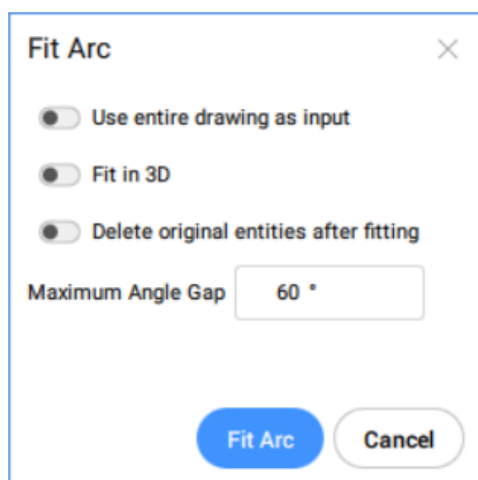 Fit Arc
Use entire drawing as input
Fit in 3D
Delete original entities after fitting
Maximum Angle Gap 60 °
Fit Arc Cancel